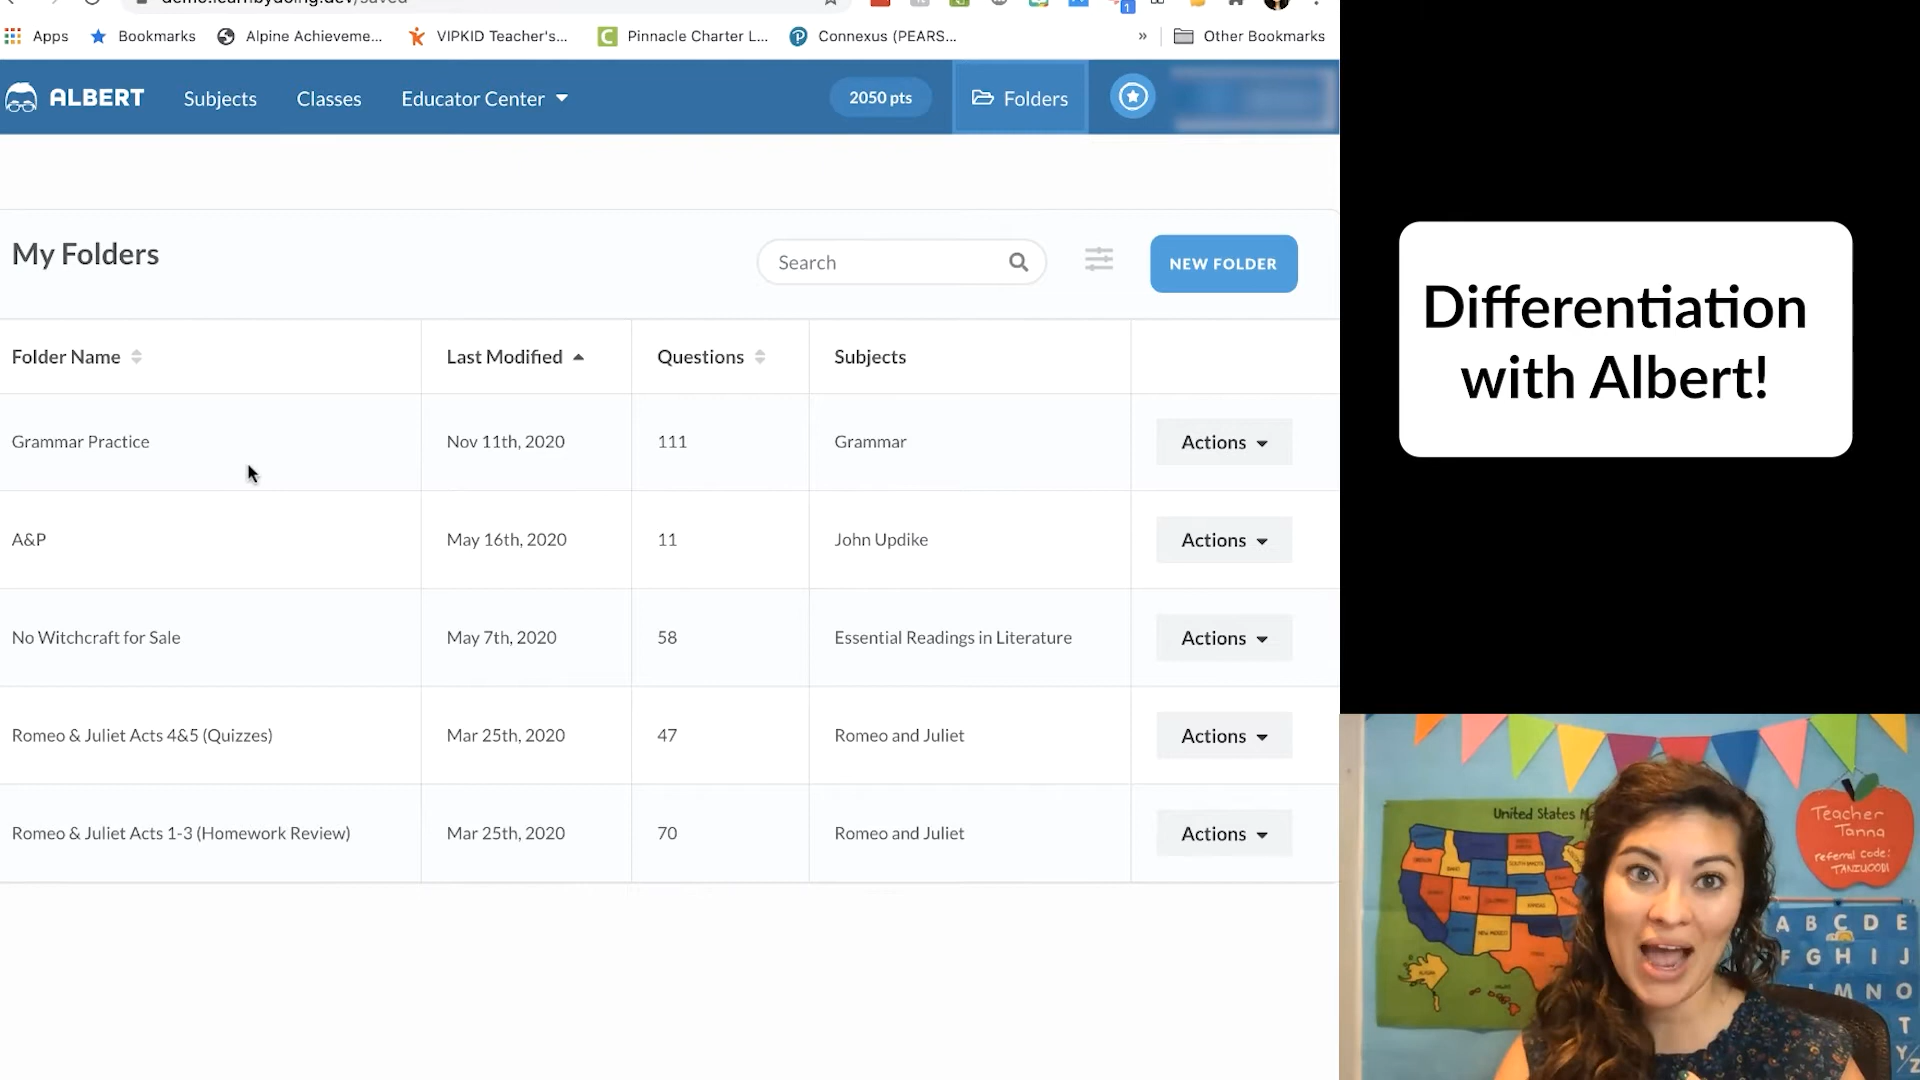 Apps
Bookmarks
Alpine Achieveme...
VIPKID Teacher's...
Pinnacle Charter L...
Connexus (PEARS...
»
Other Bookmarks
ALBERT
Subjects
Classes
Educator Center
2050 pts
Folders
My Folders
Search
NEW FOLDER
Folder Name
Last Modified
Questions
Subjects
Grammar Practice
Nov 11th, 2020
111
Grammar
Actions
A&P
May 16th, 2020
11
John Updike
Actions
No Witchcraft for Sale
May 7th, 2020
58
Essential Readings in Literature
Actions
Romeo & Juliet Acts 4&5 (Quizzes)
Mar 25th, 2020
47
Romeo and Juliet
Actions
Romeo & Juliet Acts 1-3 (Homework Review)
Mar 25th, 2020
70
Romeo and Juliet
Actions
Differentiation
with Albert!
United States
Teacher
Tanna
referral code:
A B C D E
F G H I J
M N O
T
Y Z